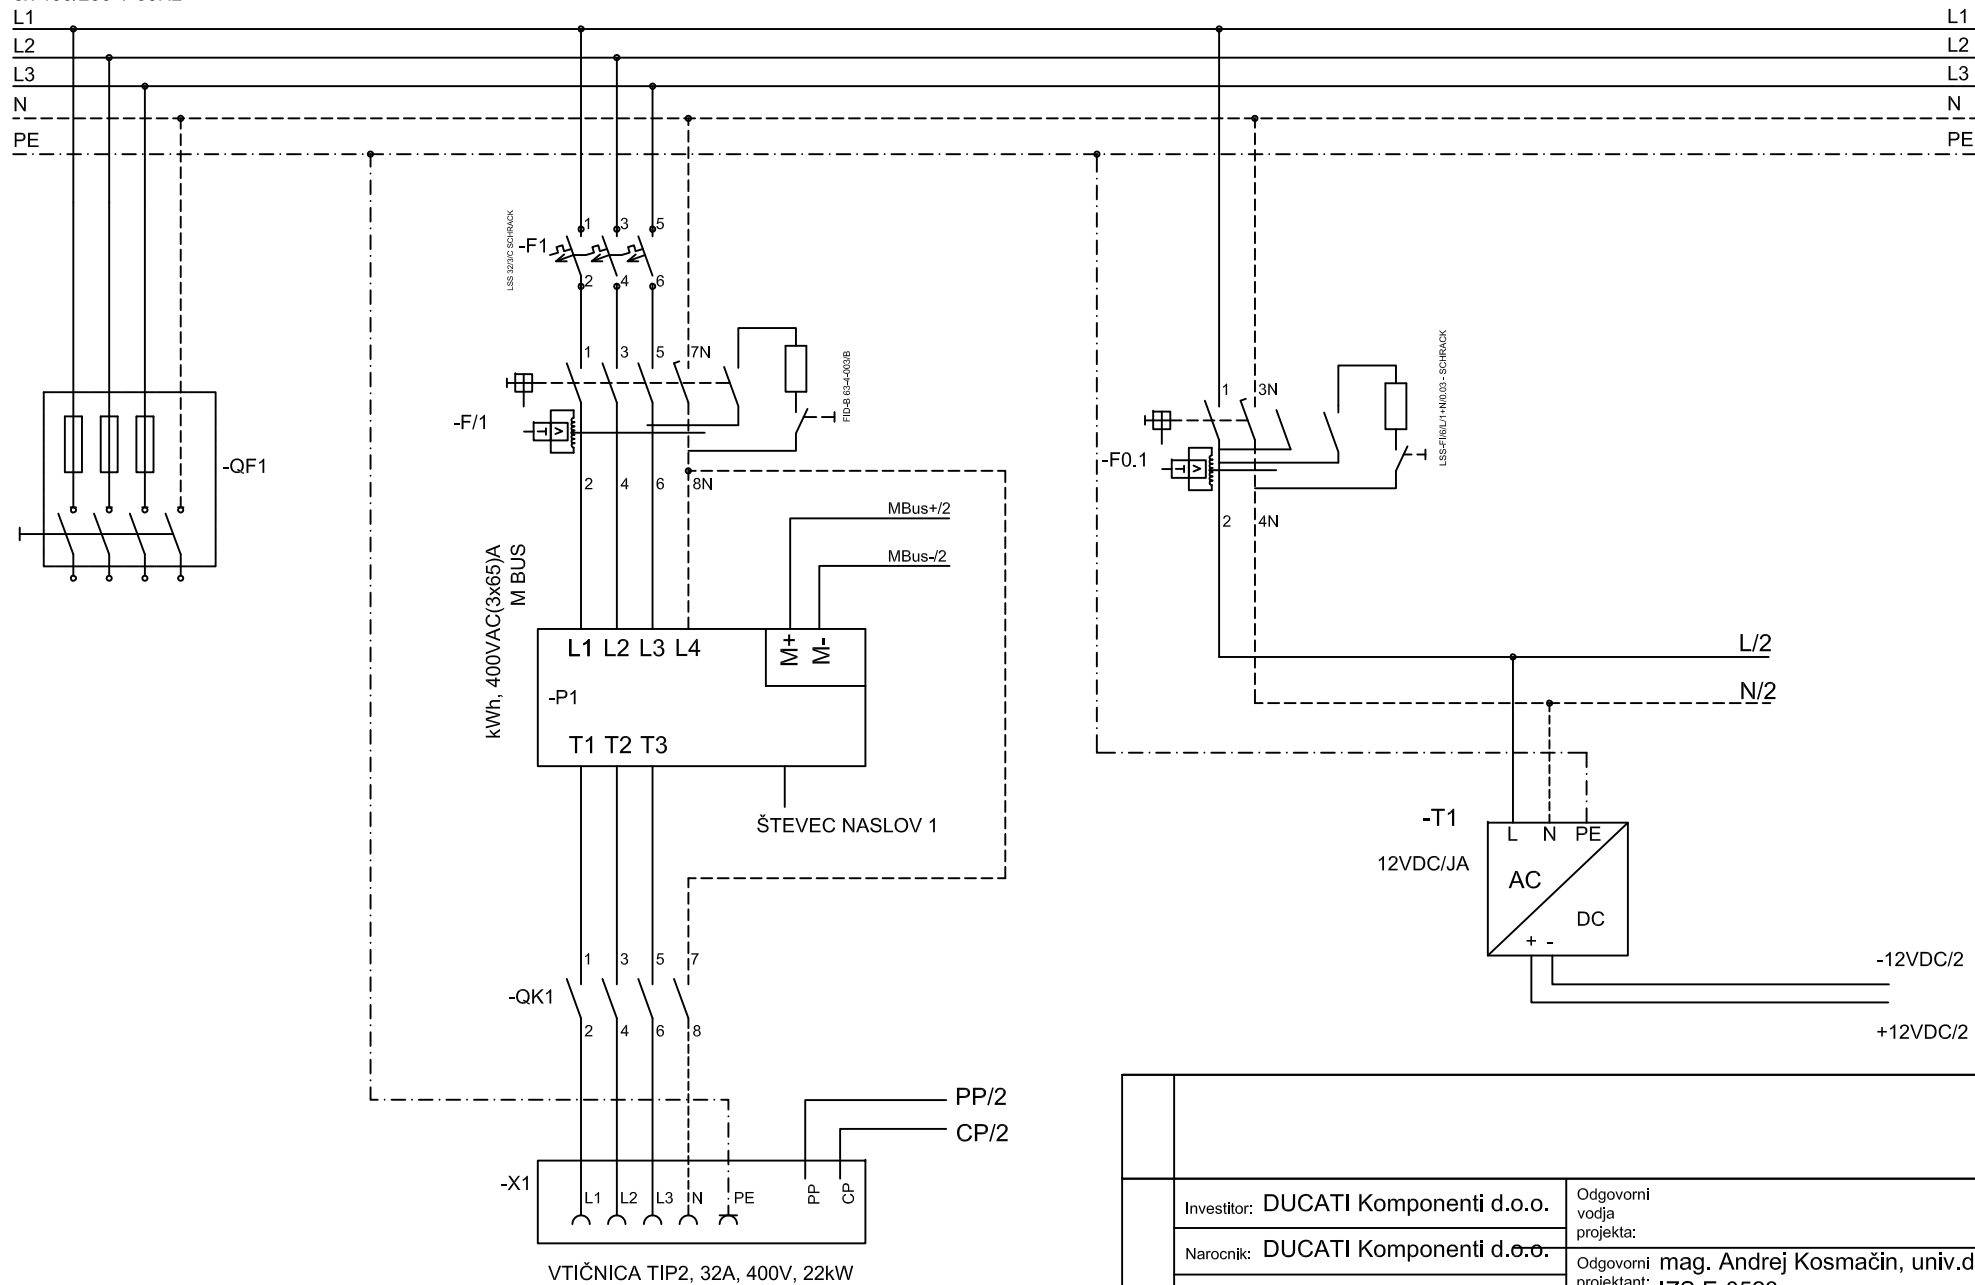 L1 L1
L2 L2
L3 L3
N N
PE PE
LSS 32/3/C SCHRACK
-F1
1 3 5
2 4 6
-F/1
1 3 5 7N
FID-B 63-4-003/B
2 4 6 8N
-QF1
-F0.1
1 3N
LSS-FI/6/L/1+N/0.03 - SCHRACK
2 4N
MBus+/2
MBus-/2
kWh, 400VAC(3x65)A
M BUS
L1 L2 L3 L4
M+
M-
-P1
T1 T2 T3
ŠTEVEC NASLOV 1
L/2
N/2
-T1
12VDC/JA
L N PE
AC
DC
+ -
-12VDC/2
+12VDC/2
-QK1
1 3 5 7
2 4 6 8
PP/2
CP/2
-X1
L1 L2 L3 N PE
PP
CP
VTIČNICA TIP2, 32A, 400V, 22kW
Investitor: DUCATI Komponenti d.o.o.
Odgovorni
vodja
projekta:
Narocnik: DUCATI Komponenti d.o.o.
Odgovorni mag. Andrej Kosmačin, univ.d
projektant: